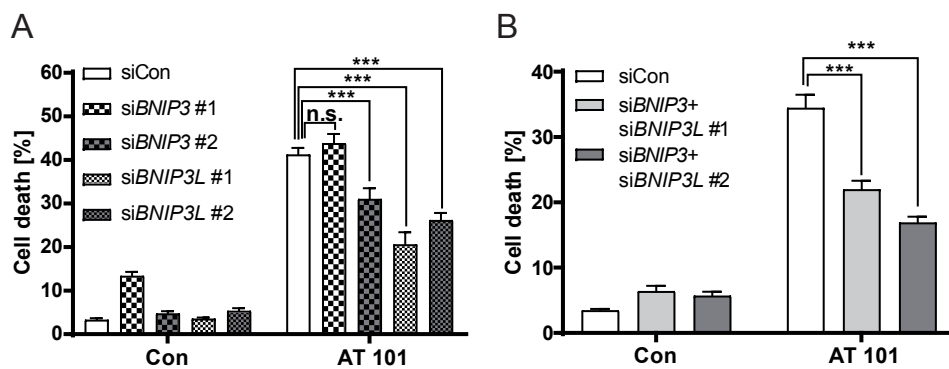 A
Cell death [%]
60
50
40
30
20
10
0
siCon
siBNIP3 #1
siBNIP3 #2
siBNIP3L #1
siBNIP3L #2
***
***
***
n.s.
Con
AT 101
B
Cell death [%]
40
30
20
10
0
siCon
siBNIP3+
siBNIP3L #1
siBNIP3+
siBNIP3L #2
***
***
Con
AT 101